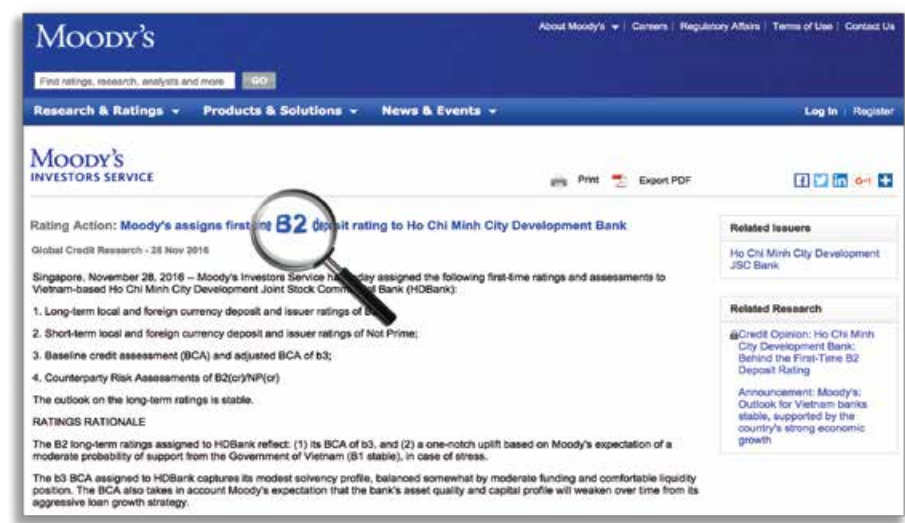 MOODY'S
About Moody's | Careers | Regulatory Affairs | Terms of Use | Contact Us
Find ratings, research, analysts and more GO
Research & Ratings Products & Solutions News & Events Log In | Register
MOODY'S
INVESTORS SERVICE
Print Export PDF
Rating Action: Moody's assigns first B2 deposit rating to Ho Chi Minh City Development Bank
Global Credit Research - 28 Nov 2016
Singapore, November 28, 2016 -- Moody's Investors Service has today assigned the following first-time ratings and assessments to
Vietnam-based Ho Chi Minh City Development Joint Stock Commercial Bank (HDBank):
1. Long-term local and foreign currency deposit and issuer ratings of
2. Short-term local and foreign currency deposit and issuer ratings of Not Prime;
3. Baseline credit assessment (BCA) and adjusted BCA of b3;
4. Counterparty Risk Assessments of B2(cr)/NP(cr)
The outlook on the long-term ratings is stable.
RATINGS RATIONALE
The B2 long-term ratings assigned to HDBank reflect: (1) its BCA of b3, and (2) a one-notch uplift based on Moody's expectation of a
moderate probability of support from the Government of Vietnam (B1 stable), in case of stress.
The b3 BCA assigned to HDBank captures its modest solvency profile, balanced somewhat by moderate funding and comfortable liquidity
position. The BCA also takes in account Moody's expectation that the bank's asset quality and capital profile will weaken over time from its
aggressive loan growth strategy.
Related Issuers
Ho Chi Minh City Development
JSC Bank
Related Research
Credit Opinion: Ho Chi Minh
City Development Bank:
Behind the First-Time B2
Deposit Rating
Announcement: Moody's:
Outlook for Vietnam banks
stable, supported by the
country's strong economic
growth